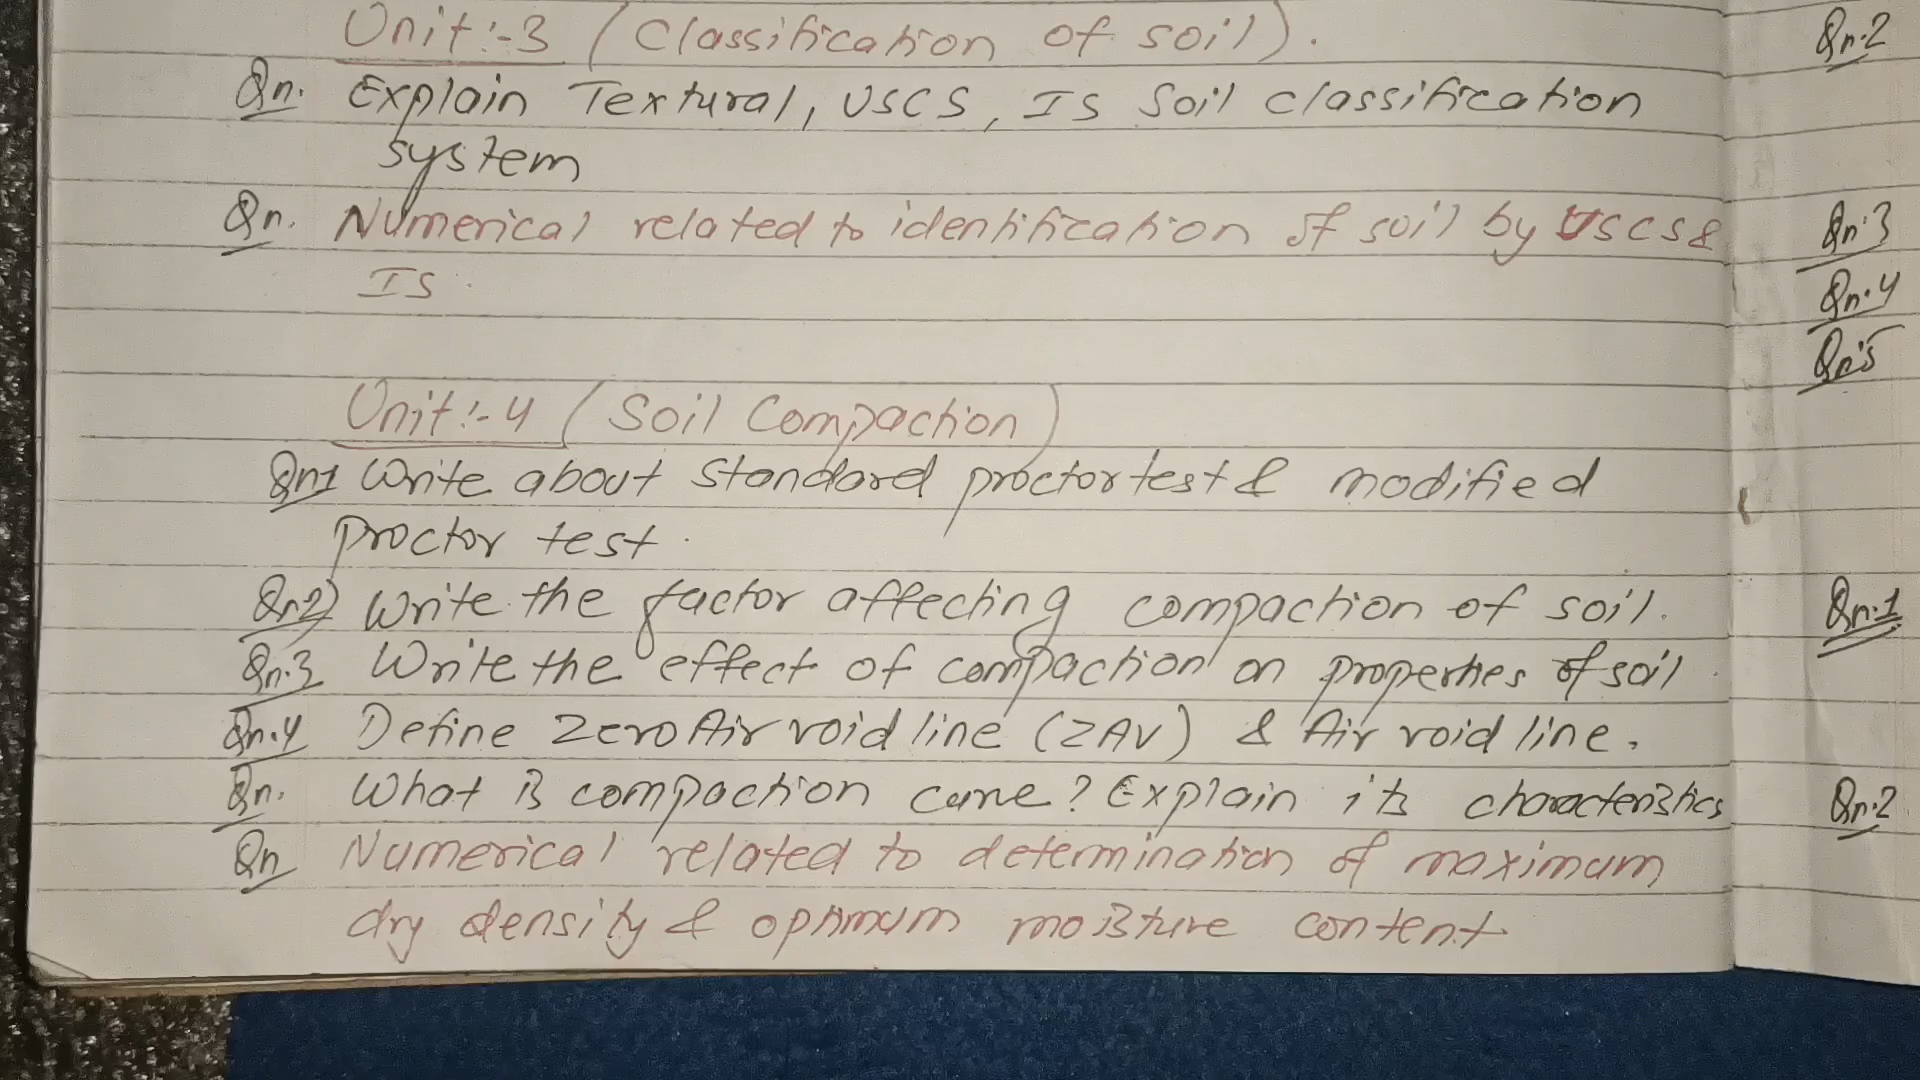 Unit:-3 (Classification of soil).
Qn. Explain Textural, USCS, IS Soil classification
system
Qn. Numerical related to identification of soil by USCS &
IS
Unit:-4 (Soil Compaction)
Qn1 Write about standard proctor test & modified
proctor test.
Qn2) Write the factor affecting compaction of soil.
Qn.3 Write the effect of compaction on properties of soil.
Qn.4 Define Zero Air void line (ZAV) & Air void line.
Qn. What is compaction curve? Explain its characteristics
Qn Numerical related to determination of maximum
dry density & optimum moisture content
Qn.2
Qn.3
Qn.4
Qn.5
Qn.1
Qn.2